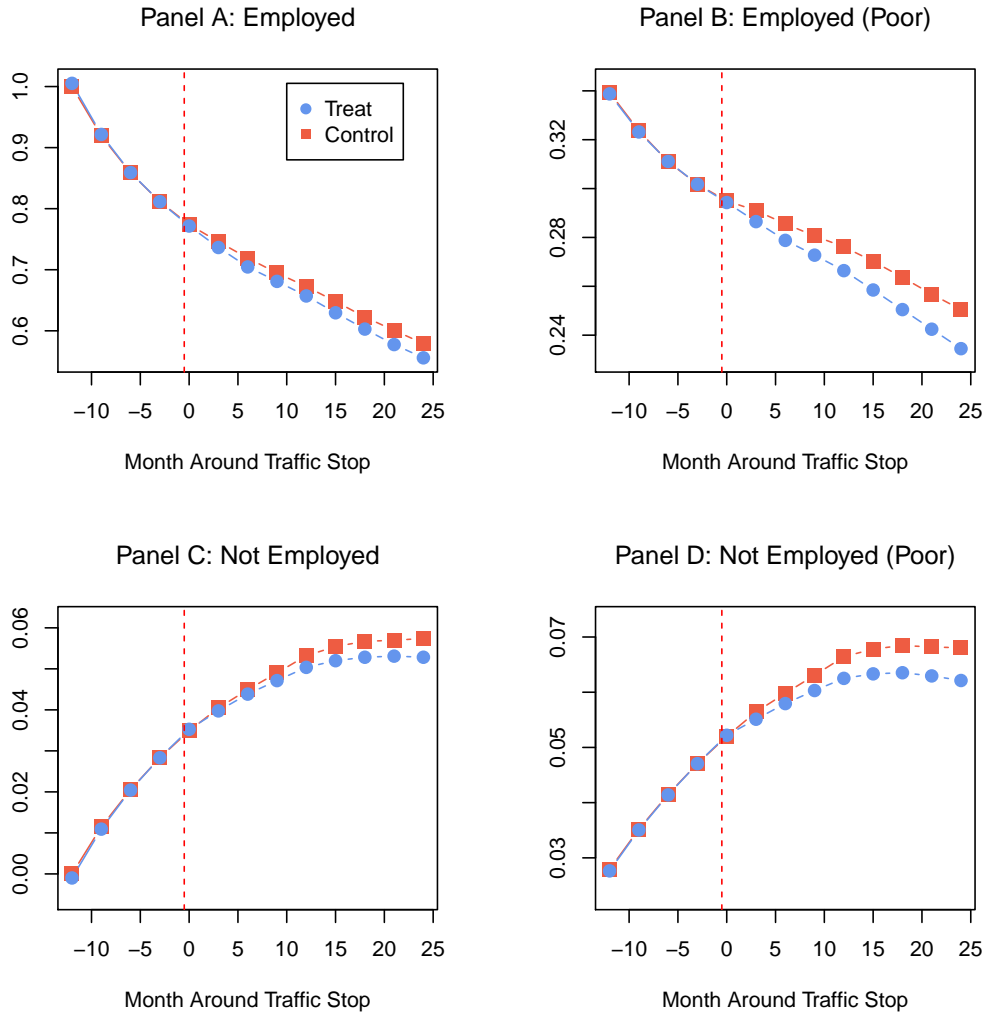 Panel A: Employed
1.0
0.9
0.8
0.7
0.6
Treat
Control
−10 −5 0 5 10 15 20 25
Month Around Traffic Stop
Panel B: Employed (Poor)
0.32
0.28
0.24
−10 −5 0 5 10 15 20 25
Month Around Traffic Stop
Panel C: Not Employed
0.06
0.04
0.02
0.00
−10 −5 0 5 10 15 20 25
Month Around Traffic Stop
Panel D: Not Employed (Poor)
0.07
0.05
0.03
−10 −5 0 5 10 15 20 25
Month Around Traffic Stop